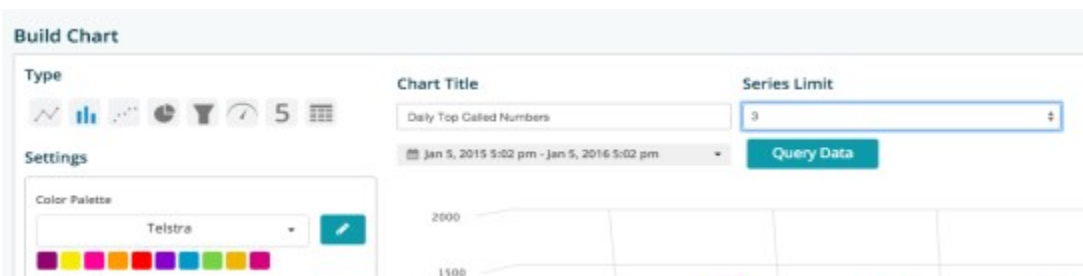 Build Chart
Type
5
Settings
Color Palette
Telstra
Chart Title
Daily Top Called Numbers
Jan 5, 2015 5:02 pm - Jan 5, 2016 5:02 pm
Series Limit
3
Query Data
2000
1500